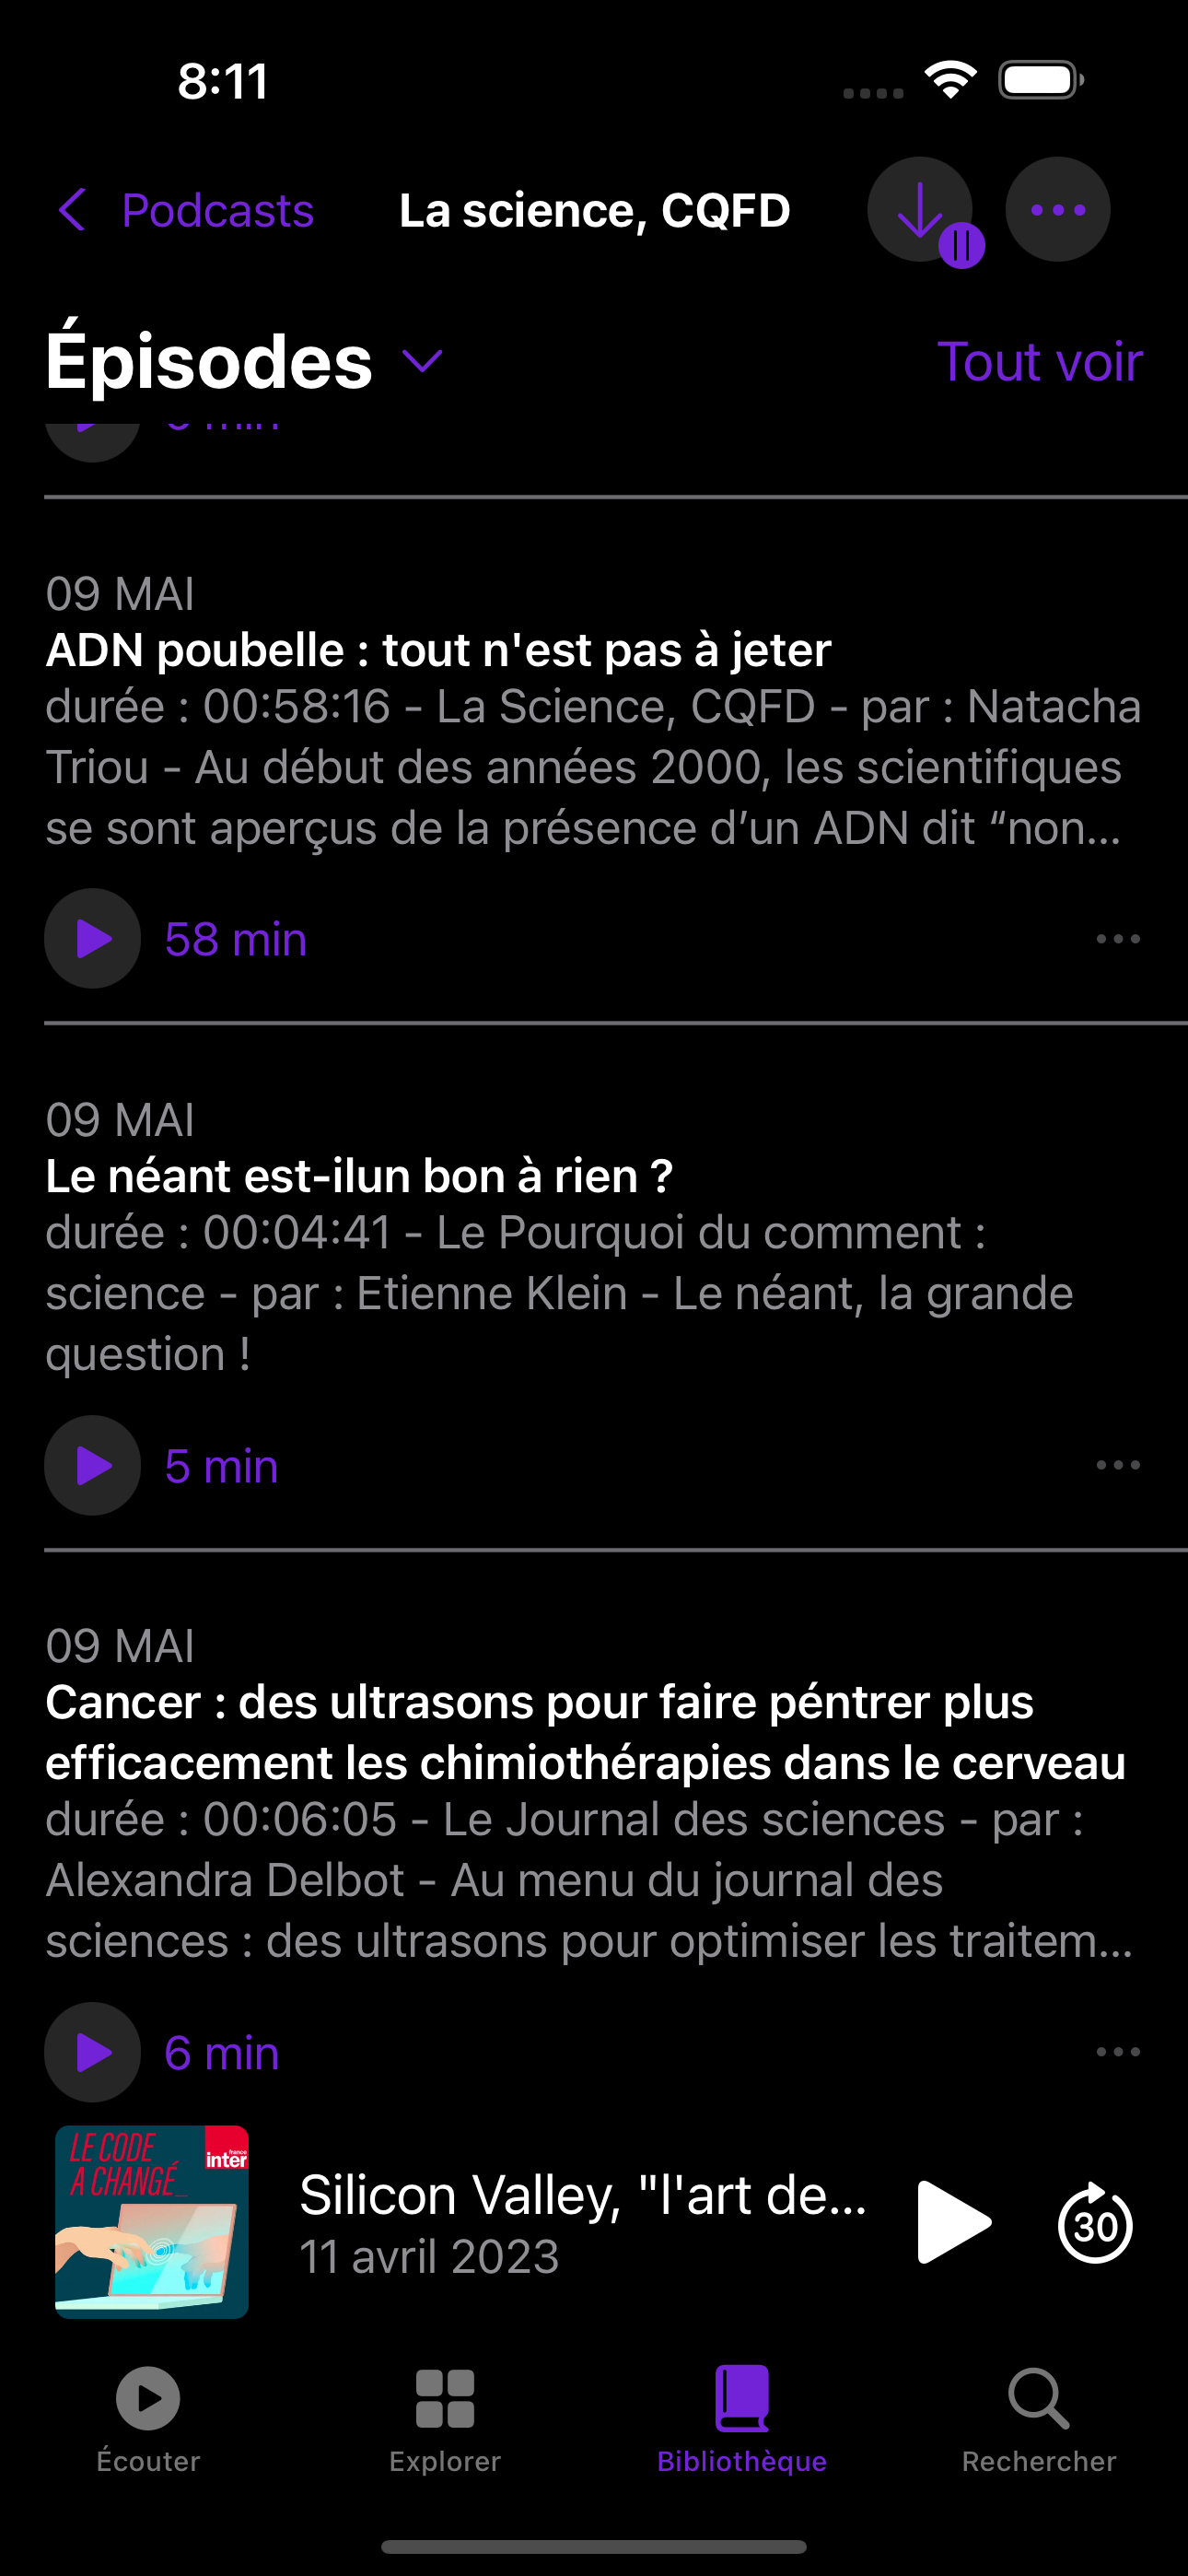 8:11
Podcasts
La science, CQFD
Épisodes
Tout voir
09 MAI
ADN poubelle : tout n'est pas à jeter
durée : 00:58:16 - La Science, CQFD - par : Natacha
Triou - Au début des années 2000, les scientifiques
se sont aperçus de la présence d’un ADN dit “non...
58 min
09 MAI
Le néant est-ilun bon à rien ?
durée : 00:04:41 - Le Pourquoi du comment :
science - par : Etienne Klein - Le néant, la grande
question !
5 min
09 MAI
Cancer : des ultrasons pour faire péntrer plus
efficacement les chimiothérapies dans le cerveau
durée : 00:06:05 - Le Journal des sciences - par :
Alexandra Delbot - Au menu du journal des
sciences : des ultrasons pour optimiser les traitem...
6 min
LE CODE
A CHANGÉ_
france
inter
Silicon Valley, "l'art de...
11 avril 2023
30
Écouter
Explorer
Bibliothèque
Rechercher